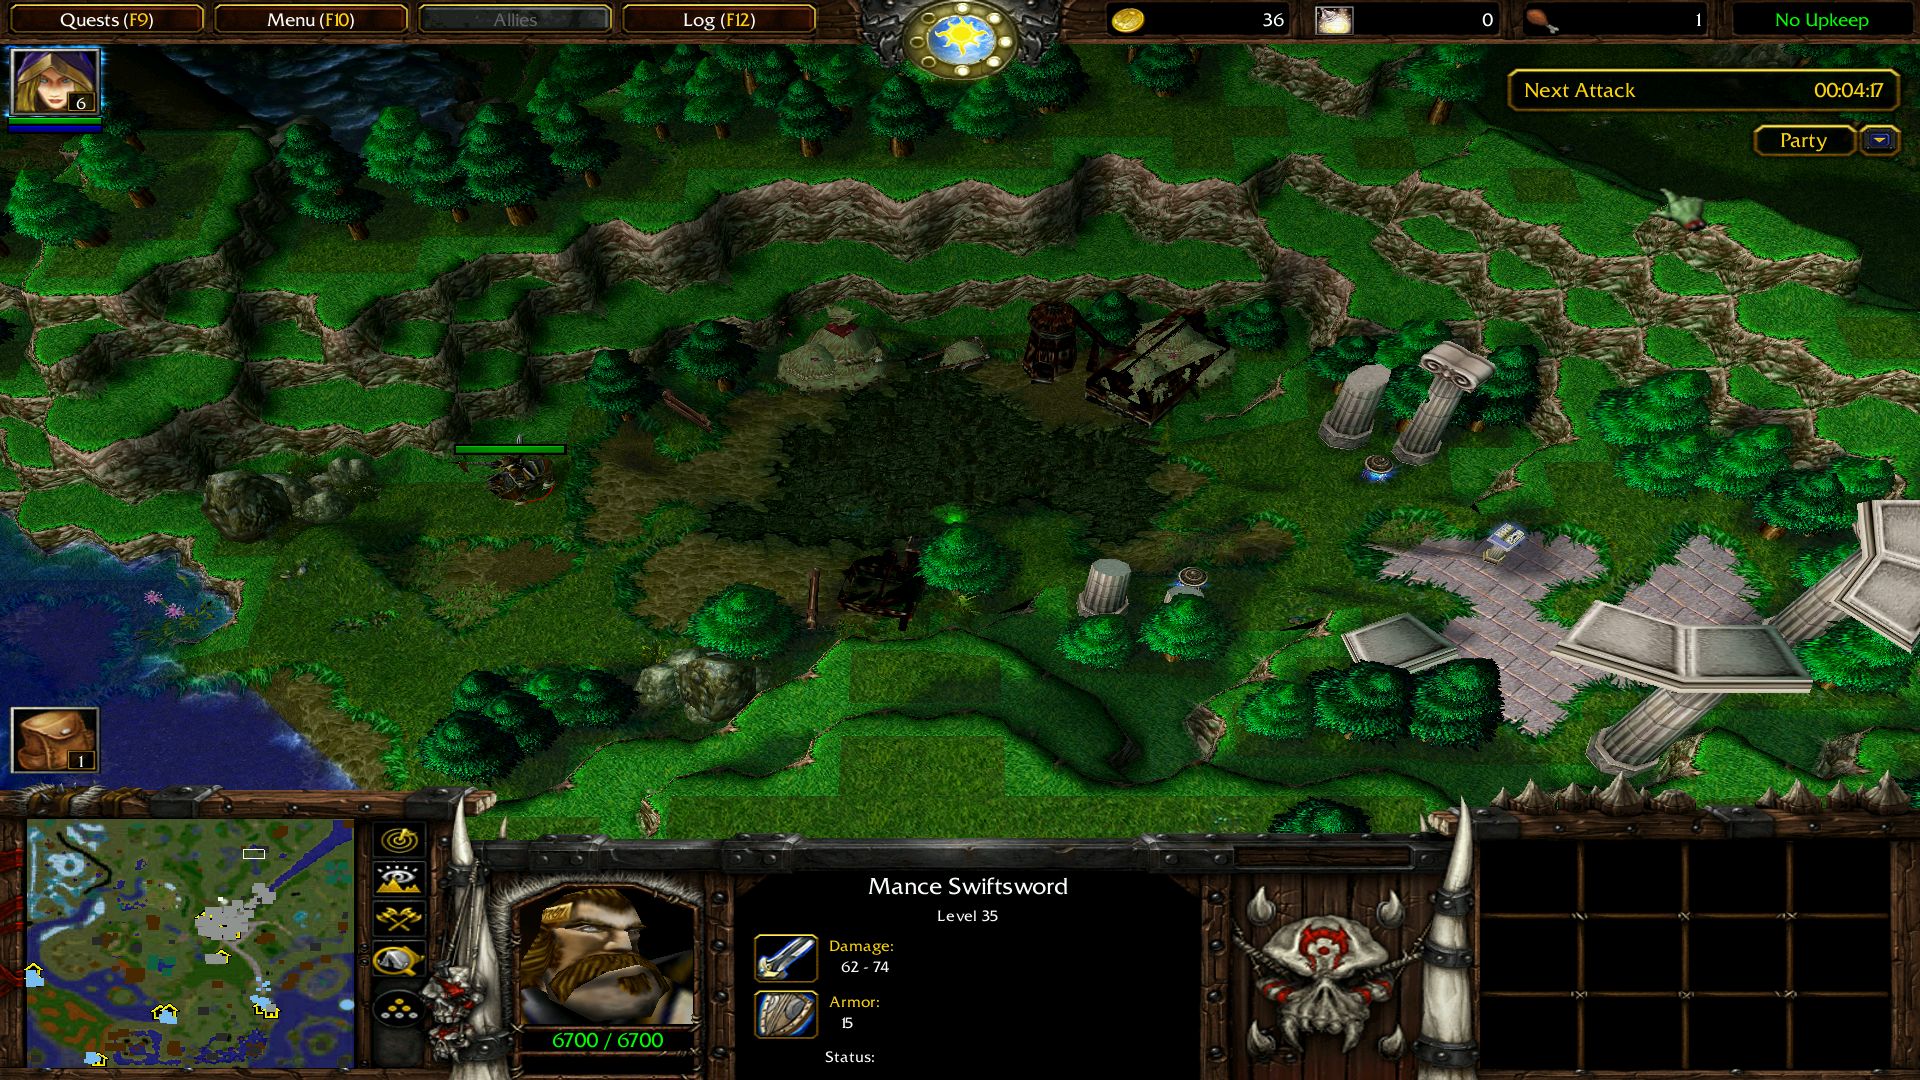 Quests (F9) Menu (F10) Allies Log (F12) 36 0 1 No Upkeep
6
Next Attack 00:04:17
Party
1
Mance Swiftsword
Level 35
Damage:
62 - 74
Armor:
15
6700 / 6700
Status: